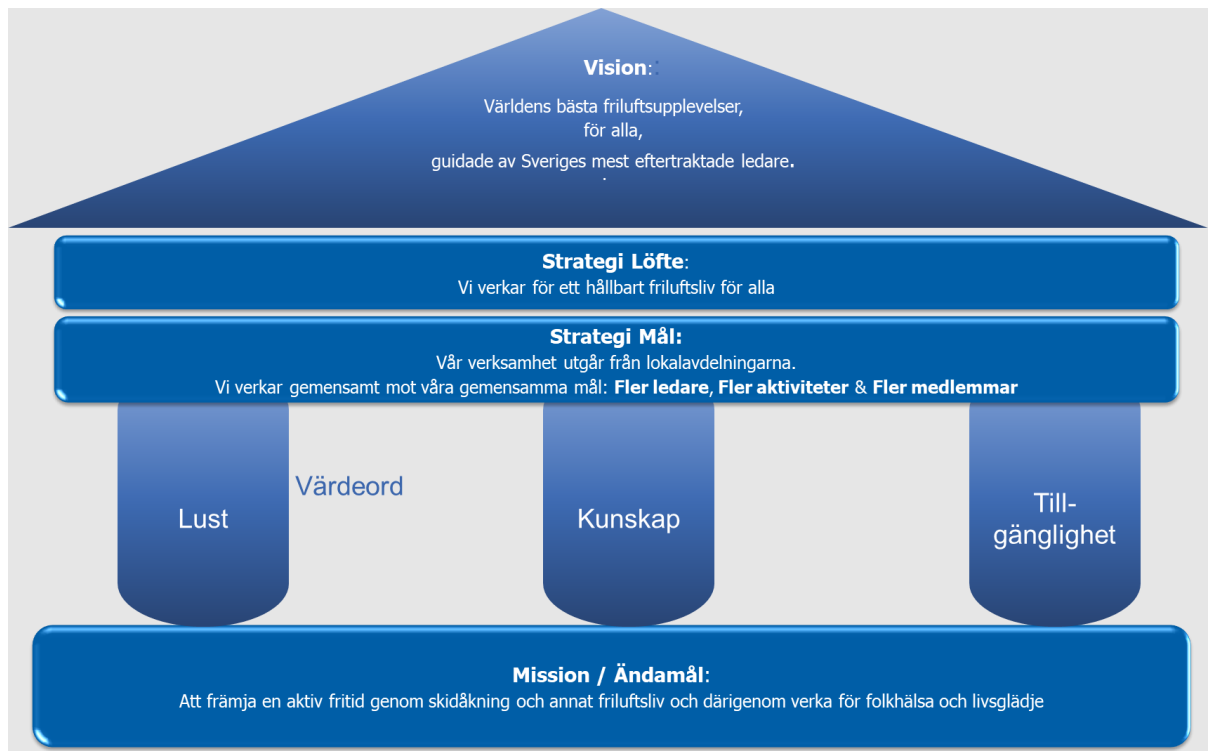 Vision:
Världens bästa friluftsupplevelser,
för alla,
guidade av Sveriges mest eftertraktade ledare.
.
Strategi Löfte:
Vi verkar för ett hållbart friluftsliv för alla
Strategi Mål:
Vår verksamhet utgår från lokalavdelningarna.
Vi verkar gemensamt mot våra gemensamma mål: Fler ledare, Fler aktiviteter & Fler medlemmar
Värdeord
Lust
Kunskap
Till-
gänglighet
Mission / Ändamål:
Att främja en aktiv fritid genom skidåkning och annat friluftsliv och därigenom verka för folkhälsa och livsglädje